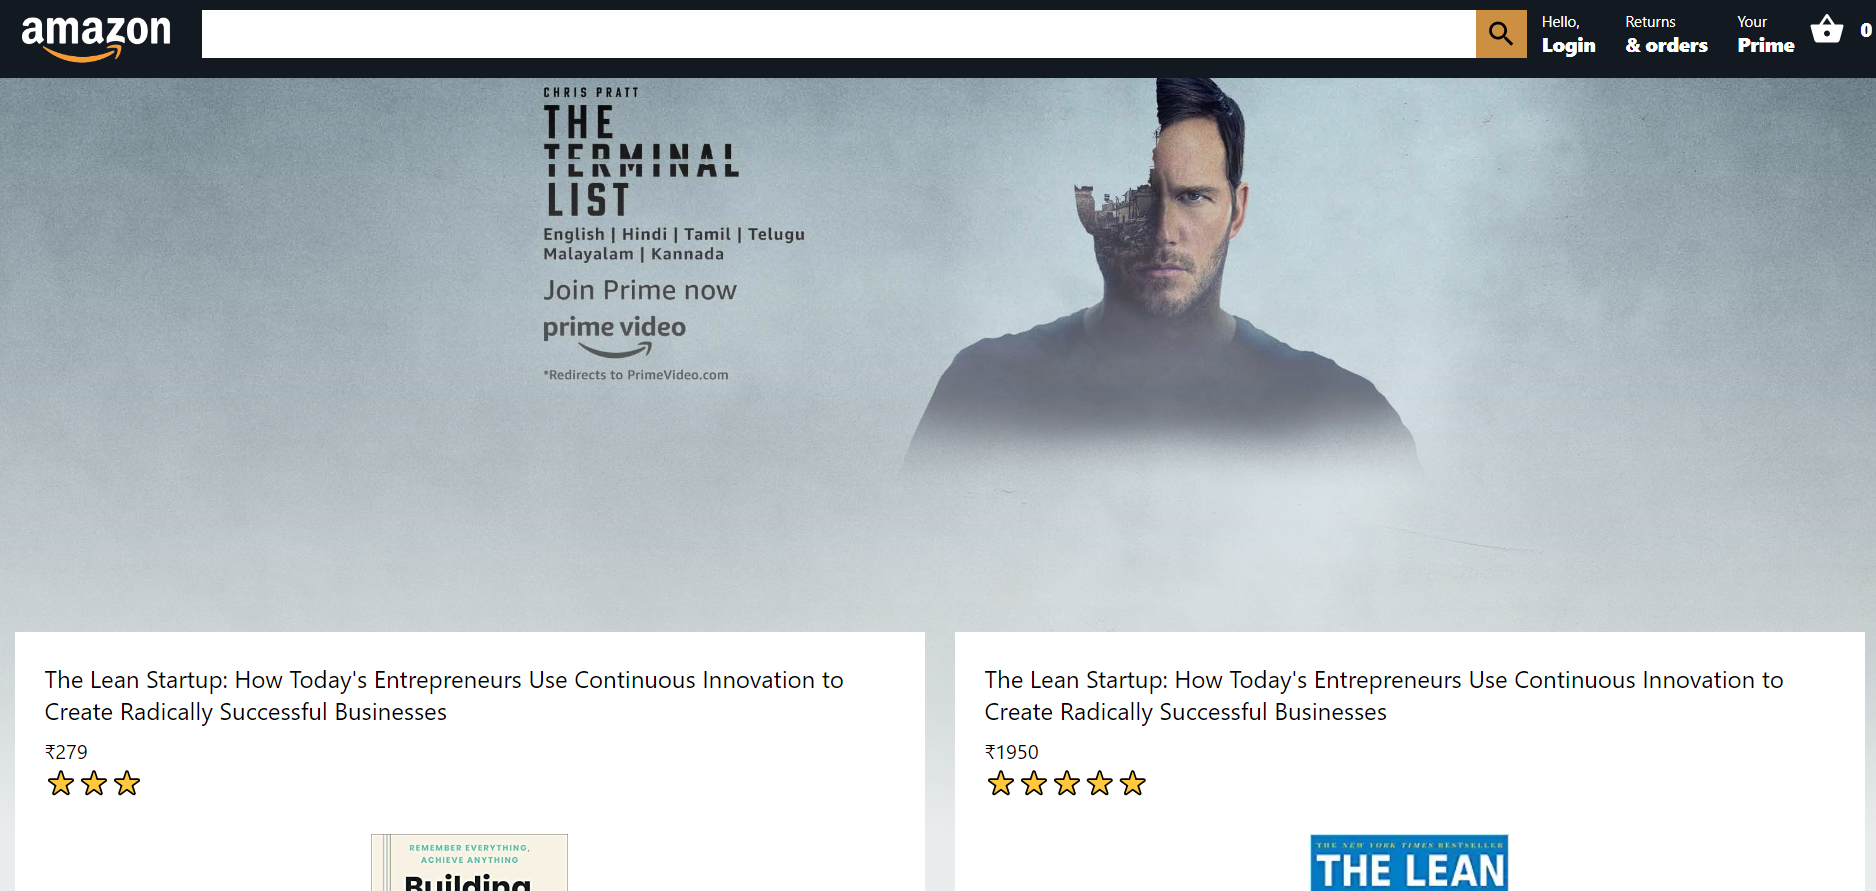 amazon
Hello,
Login
Returns
& orders
Your
Prime
0
CHRIS PRATT
THE
TERMINAL
LIST
English | Hindi | Tamil | Telugu
Malayalam | Kannada
Join Prime now
prime video
*Redirects to PrimeVideo.com
The Lean Startup: How Today's Entrepreneurs Use Continuous Innovation to
Create Radically Successful Businesses
₹279
REMEMBER EVERYTHING,
ACHIEVE ANYTHING
Building
The Lean Startup: How Today's Entrepreneurs Use Continuous Innovation to
Create Radically Successful Businesses
₹1950
THE NEW YORK TIMES BESTSELLER
THE LEAN